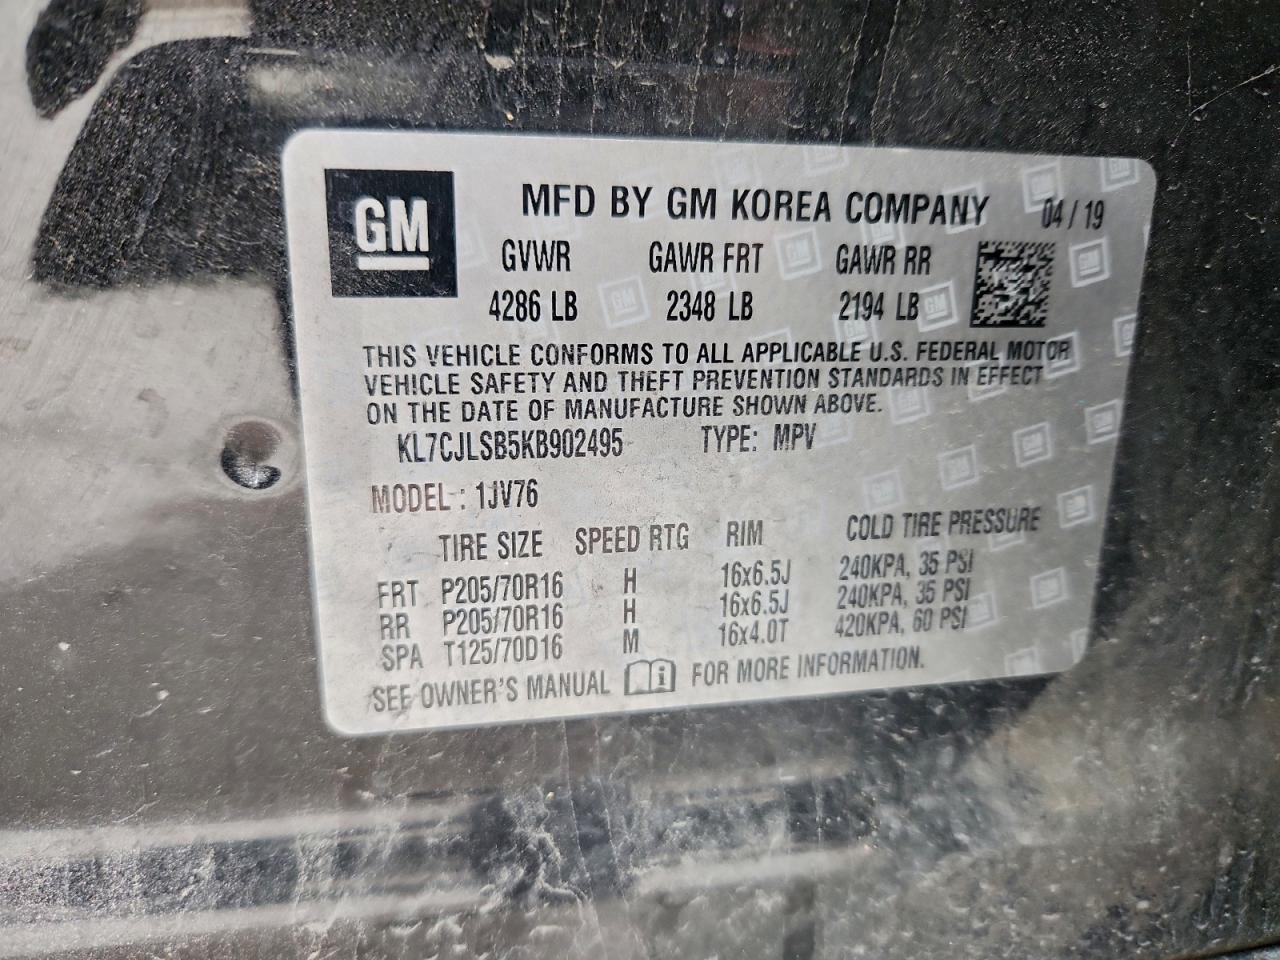 GM
MFD BY GM KOREA COMPANY 04 / 19
GVWR GAWR FRT GAWR RR
4286 LB 2348 LB 2194 LB
THIS VEHICLE CONFORMS TO ALL APPLICABLE U.S. FEDERAL MOTOR
VEHICLE SAFETY AND THEFT PREVENTION STANDARDS IN EFFECT
ON THE DATE OF MANUFACTURE SHOWN ABOVE.
KL7CJLSB5KB902495 TYPE: MPV
MODEL : 1JV76
TIRE SIZE SPEED RTG RIM COLD TIRE PRESSURE
FRT P205/70R16 H 16x6.5J 240KPA, 35 PSI
RR P205/70R16 H 16x6.5J 240KPA, 35 PSI
SPA T125/70D16 M 16x4.0T 420KPA, 60 PSI
SEE OWNER'S MANUAL i FOR MORE INFORMATION.